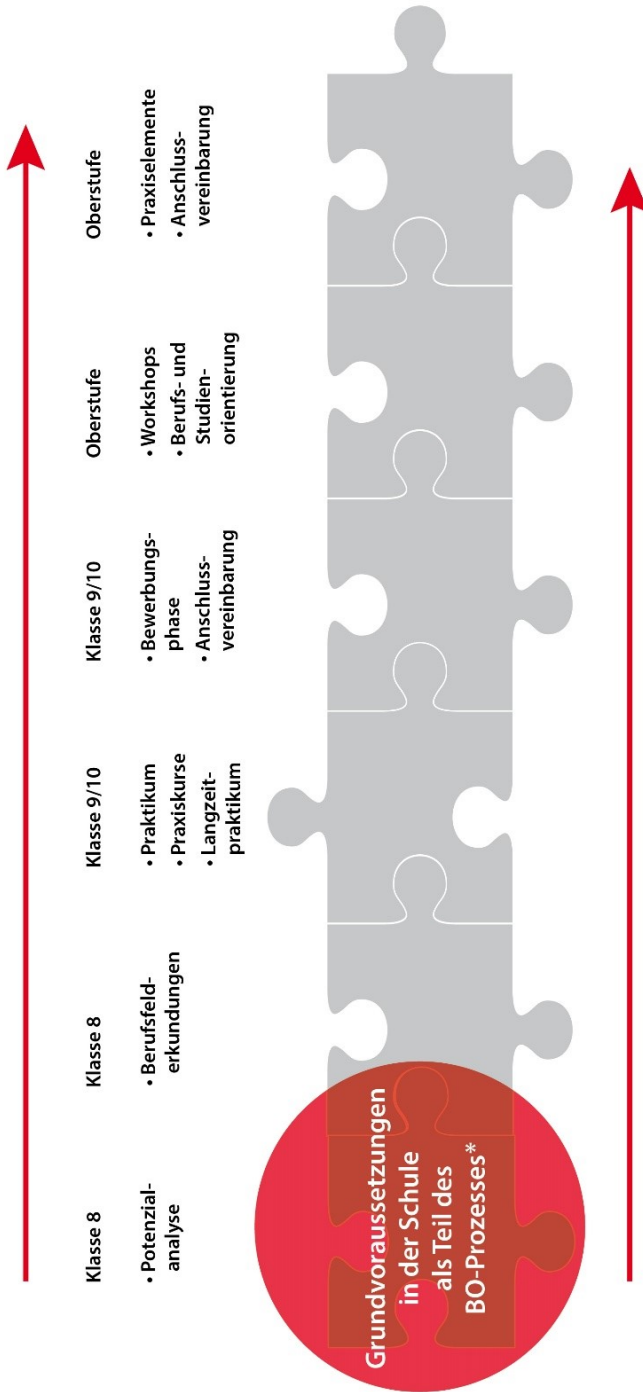 Klasse 8
• Potenzial-
analyse
Klasse 8
• Berufsfeld-
erkundungen
Klasse 9/10
• Praktikum
• Praxiskurse
• Langzeit-
praktikum
Klasse 9/10
• Bewerbungs-
phase
• Anschluss-
vereinbarung
Oberstufe
• Workshops
• Berufs- und
Studien-
orientierung
Oberstufe
• Praxiselemente
• Anschluss-
vereinbarung
Grundvoraussetzungen
in der Schule
als Teil des
BO-Prozesses*